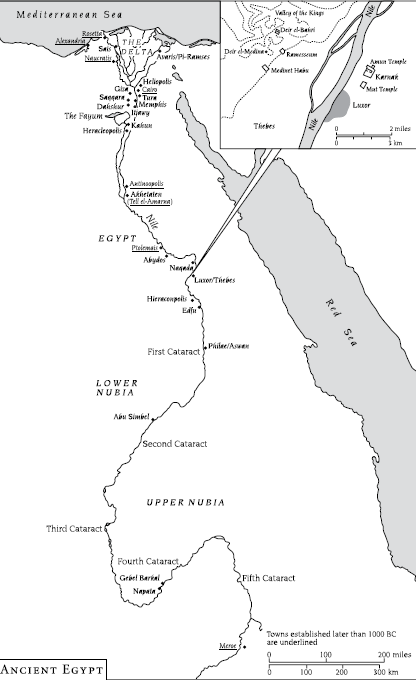 Mediterranean Sea
Rosetta
Alexandria
THE
DELTA
Sais
Naucratis
Avaris/Pi-Ramses
Heliopolis
Giza
Cairo
Saqqara
Tura
Dahshur
Memphis
The Fayum
Itjawy
Kahun
Heracleopolis
Antinoopolis
Akhetaten
(Tell el-Amarna)
Nile
EGYPT
Ptolemais
Abydos
Naqada
Luxor/Thebes
Hieraconpolis
Edfu
First Cataract
Philae/Aswan
LOWER
NUBIA
Abu Simbel
Second Cataract
UPPER NUBIA
Third Cataract
Fourth Cataract
Gebel Barkal
Napata
Fifth Cataract
Meroe
Red Sea
Valley of the Kings
Deir el-Bahri
Deir el-Medina
Ramesseum
Medinet Habu
Nile
Amun Temple
Karnak
Mut Temple
Luxor
Nile
Thebes
0 2 miles
0 3 km
Towns established later than 1000 BC
are underlined
0 100 200 miles
0 100 200 300 km
ANCIENT EGYPT